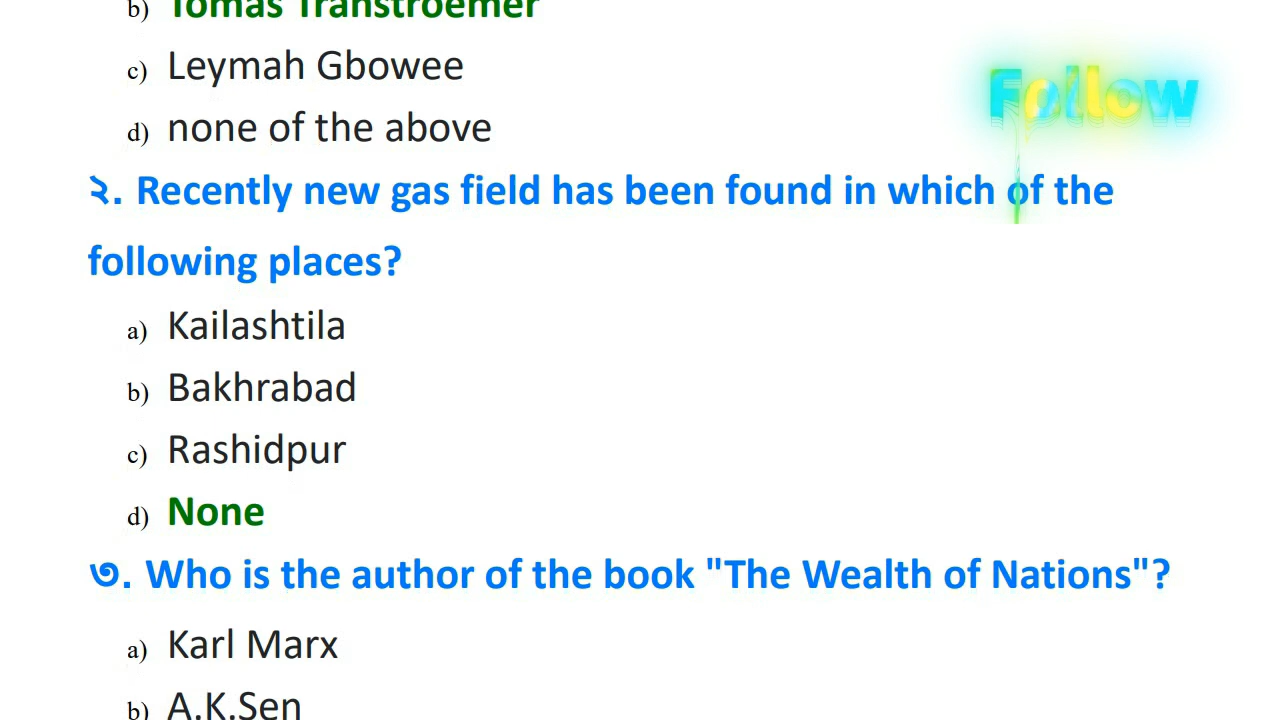 b) Tomas Transtroemer
c) Leymah Gbowee
d) none of the above
Follow
২. Recently new gas field has been found in which of the
following places?
a) Kailashtila
b) Bakhrabad
c) Rashidpur
d) None
৩. Who is the author of the book "The Wealth of Nations"?
a) Karl Marx
b) A.K.Sen